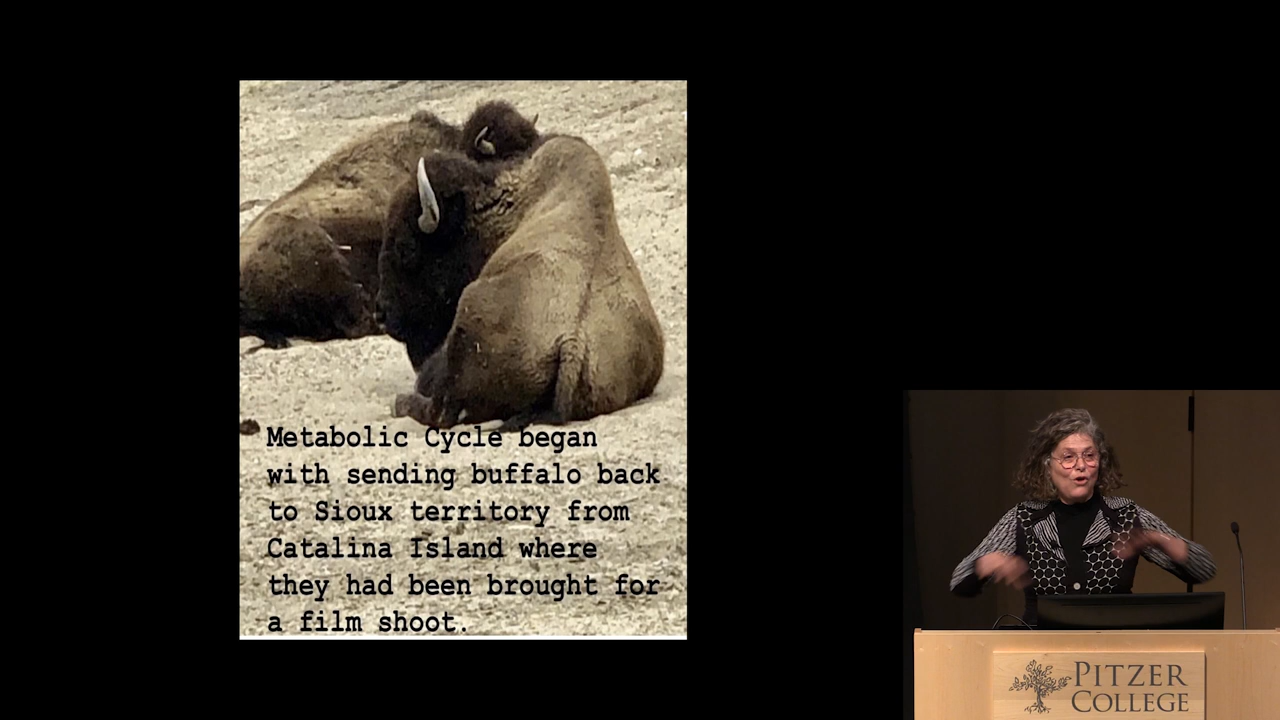 Metabolic Cycle began
with sending buffalo back
to Sioux territory from
Catalina Island where
they had been brought for
a film shoot.
PITZER
COLLEGE